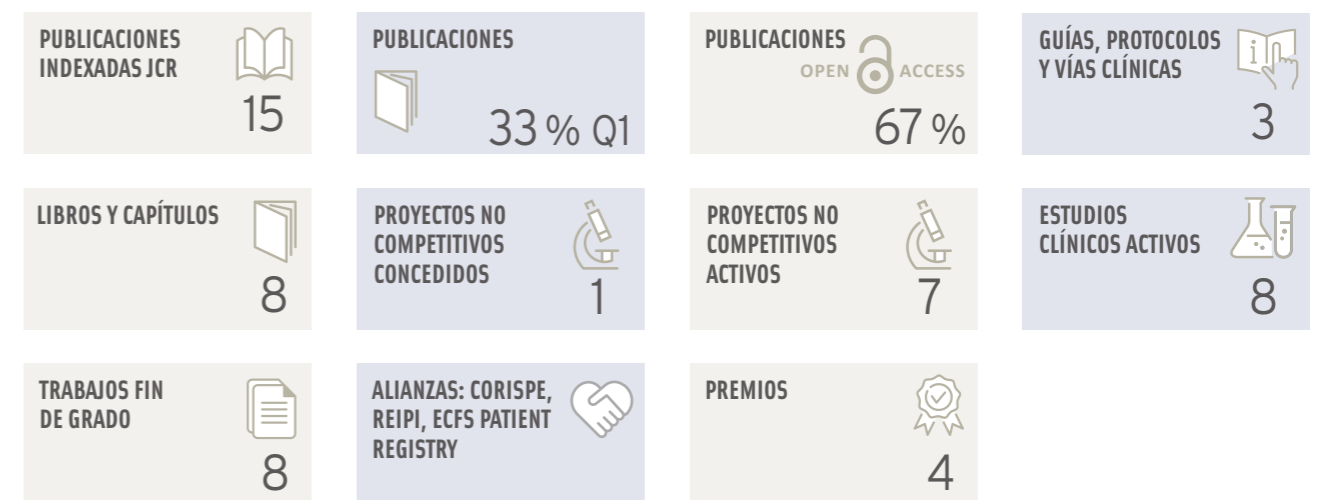 PUBLICACIONES
INDEXADAS JCR
15
PUBLICACIONES
33 % Q1
PUBLICACIONES
OPEN ACCESS
67 %
GUÍAS, PROTOCOLOS
Y VÍAS CLÍNICAS
i
3
LIBROS Y CAPÍTULOS
8
PROYECTOS NO
COMPETITIVOS
CONCEDIDOS
1
PROYECTOS NO
COMPETITIVOS
ACTIVOS
7
ESTUDIOS
CLÍNICOS ACTIVOS
8
TRABAJOS FIN
DE GRADO
8
ALIANZAS: CORISPE,
REIPI, ECFS PATIENT
REGISTRY
PREMIOS
4